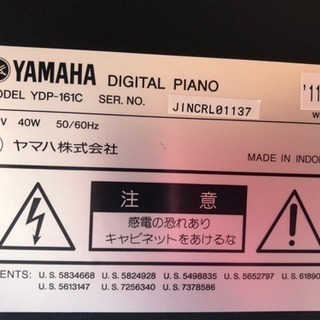 YAMAHA DIGITAL PIANO
MODEL YDP-161C SER. NO. JINCRL01137
'11
V 40W 50/60Hz
ヤマハ株式会社
MADE IN INDO
注 意
感電の恐れあり
キャビネットをあけるな
ENTS: U. S. 5834668 U. S. 5824928 U. S. 5498835 U. S. 5652797 U. S. 61890
U. S. 5613147 U. S. 7256340 U. S. 7378586